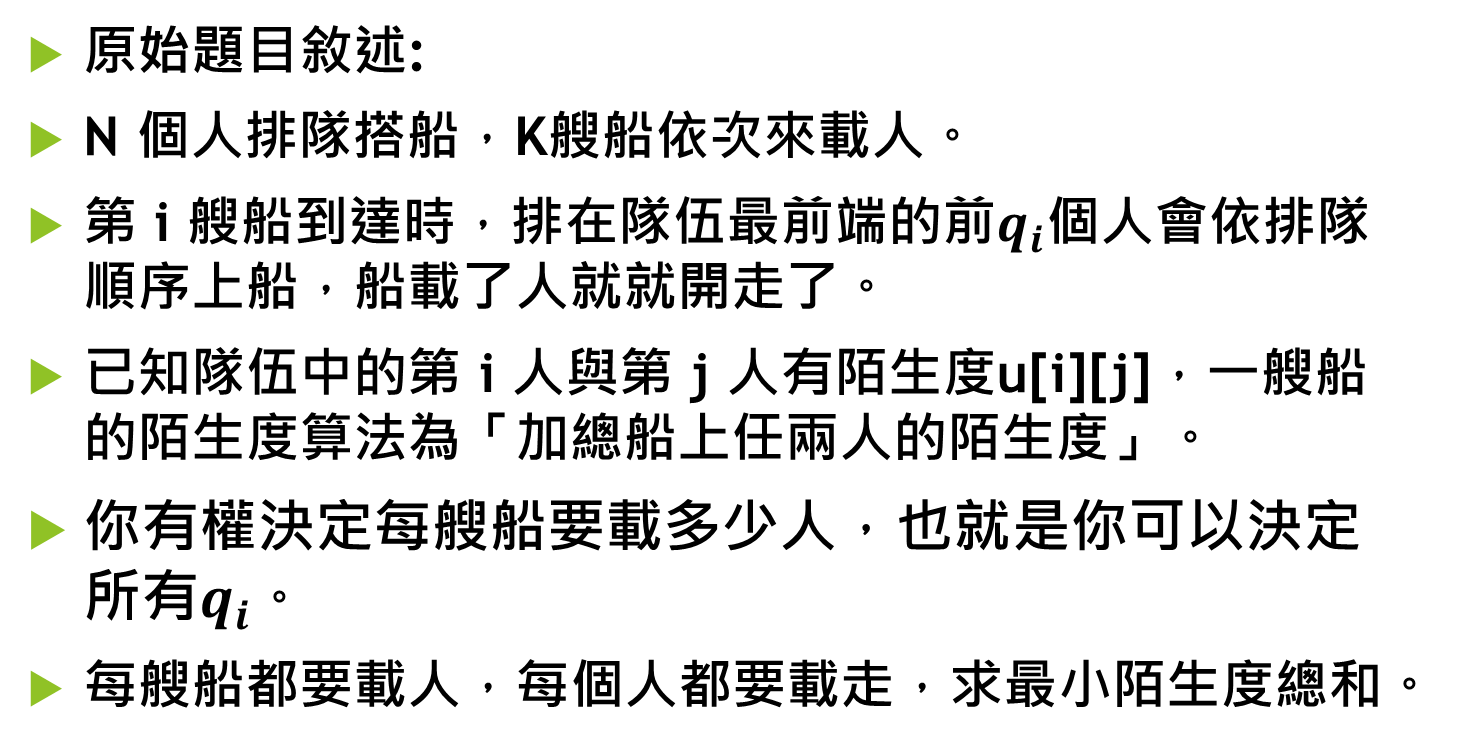 原始題目敘述:
N 個人排隊搭船，K艘船依次來載人。
第 i 艘船到達時，排在隊伍最前端的前qᵢ個人會依排隊
順序上船，船載了人就就開走了。
已知隊伍中的第 i 人與第 j 人有陌生度u[i][j]，一艘船
的陌生度算法為「加總船上任兩人的陌生度」。
你有權決定每艘船要載多少人，也就是你可以決定
所有qᵢ。
每艘船都要載人，每個人都要載走，求最小陌生度總和。